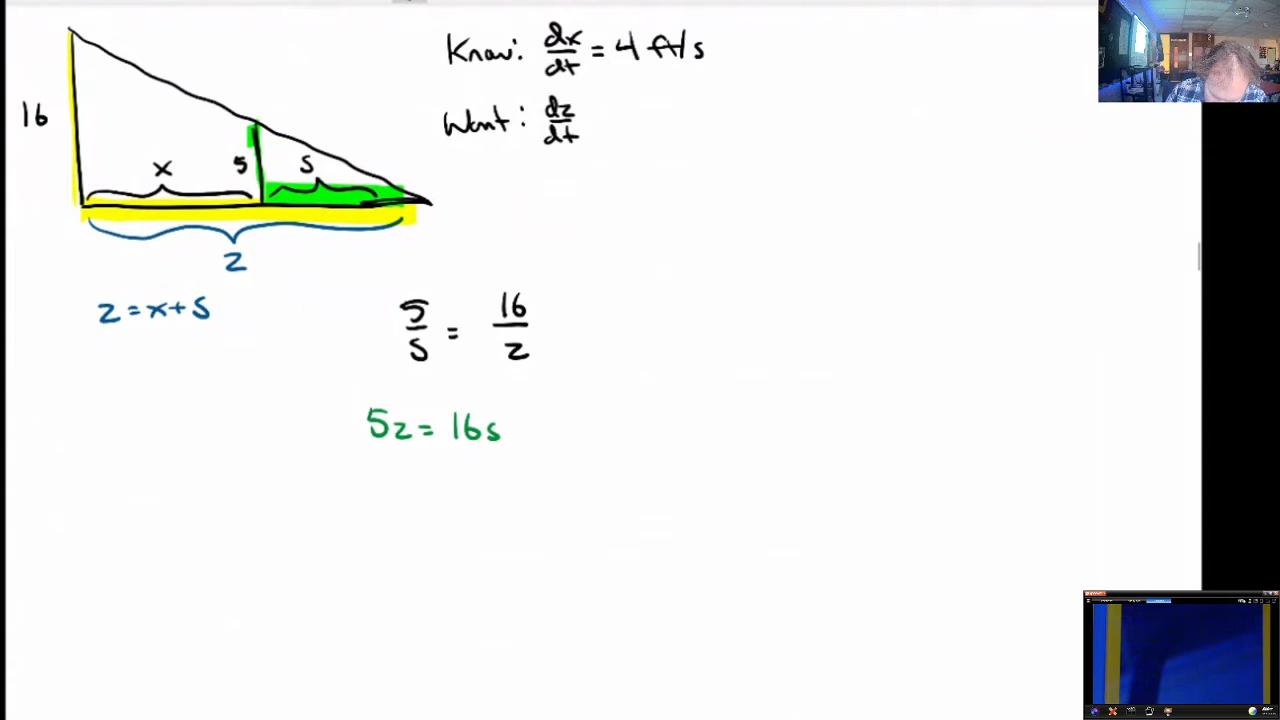 Know: dx/dt = 4 ft/s
Want: dz/dt
16
x
5
s
z
z = x + s
5/s = 16/z
5z = 16s